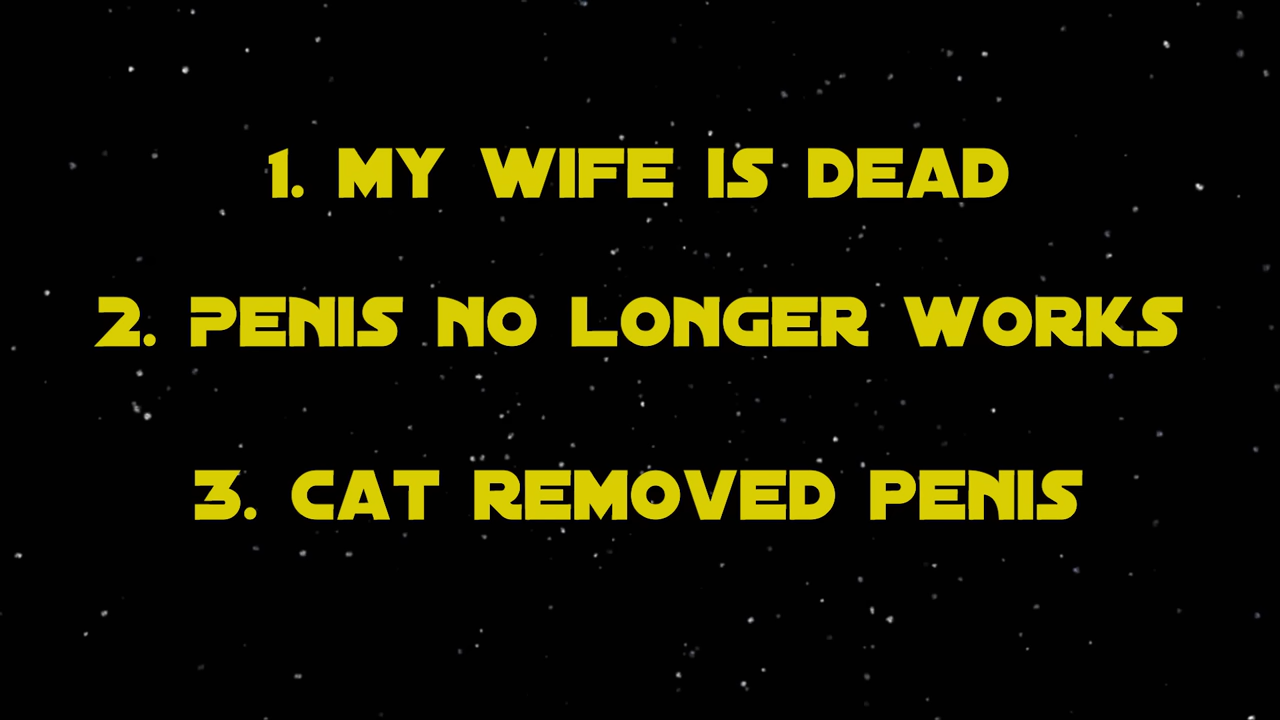 1. MY WIFE IS DEAD
2. PENIS NO LONGER WORKS
3. CAT REMOVED PENIS